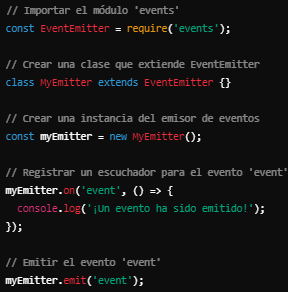 // Importar el módulo 'events'
const EventEmitter = require('events');
// Crear una clase que extiende EventEmitter
class MyEmitter extends EventEmitter {}
// Crear una instancia del emisor de eventos
const myEmitter = new MyEmitter();
// Registrar un escuchador para el evento 'event'
myEmitter.on('event', () => {
  console.log('¡Un evento ha sido emitido!');
});
// Emitir el evento 'event'
myEmitter.emit('event');